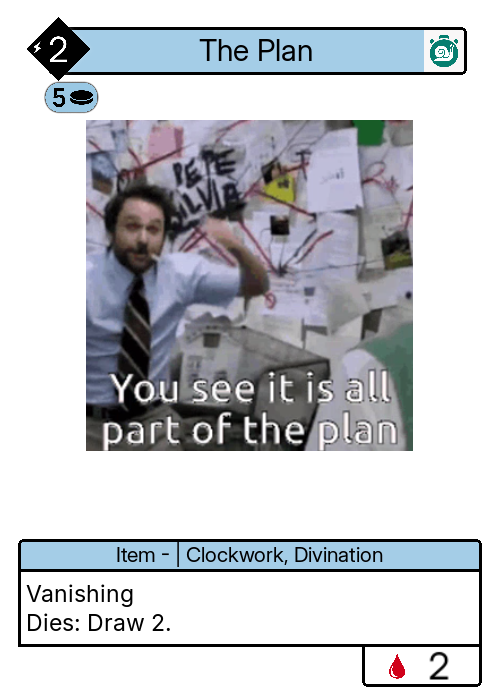 2
The Plan
5
PEPE
SILVIA
You see it is all
part of the plan
Item - | Clockwork, Divination
Vanishing
Dies: Draw 2.
2